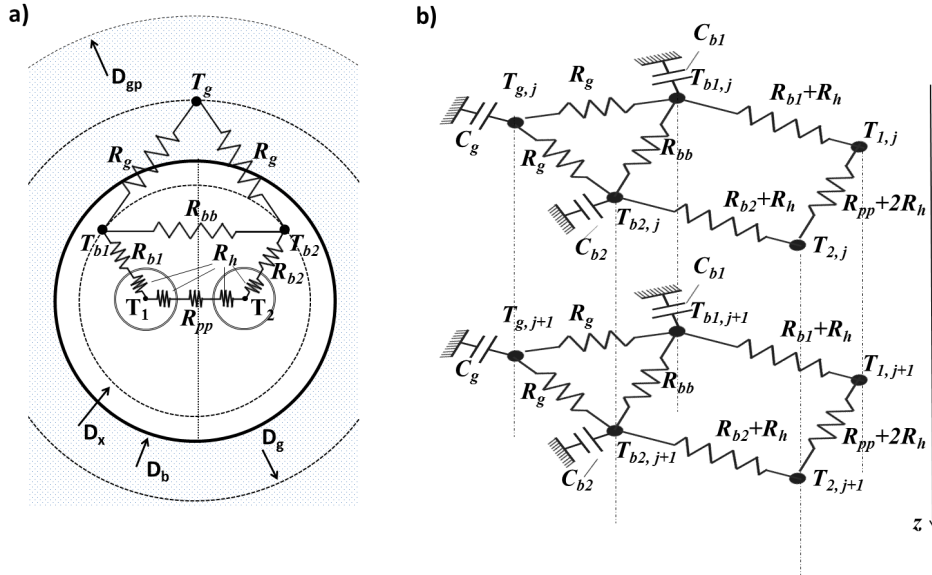 a)
D_gp
T_g
R_g
R_g
R_bb
T_b1
T_b2
R_b1
R_h
R_b2
T_1
T_2
R_pp
D_x
D_b
D_g
b)
C_b1
T_g,j
R_g
T_b1,j
R_b1+R_h
C_g
T_1,j
R_g
R_bb
R_b2+R_h
R_pp+2R_h
T_b2,j
C_b2
T_2,j
C_b1
T_g,j+1
R_g
T_b1,j+1
R_b1+R_h
C_g
T_1,j+1
R_g
R_bb
R_b2+R_h
R_pp+2R_h
T_b2,j+1
C_b2
T_2,j+1
z